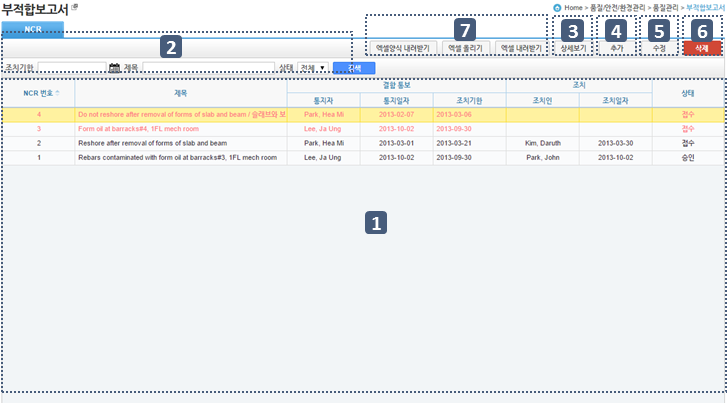 부적합보고서
Home > 품질/안전/환경관리 > 품질관리 > 부적합보고서
NCR
2
7
3
4
5
6
엑셀양식 내려받기 엑셀 올리기 엑셀 내려받기 상세보기 추가 수정 삭제
조치기한 제목 상태 전체 검색
NCR 번호 제목 결함 통보 조치 상태
통지자 통지일자 조치기한 조치인 조치일자
4 Do not reshore after removal of forms of slab and beam / 슬래브와 보 Park, Hea Mi 2013-02-07 2013-03-06 접수
3 Form oil at barracks#4, 1FL mech room Lee, Ja Ung 2013-10-02 2013-09-30 접수
2 Reshore after removal of forms of slab and beam Park, Hea Mi 2013-03-01 2013-03-21 Kim, Daruth 2013-03-30 접수
1 Rebars contaminated with form oil at barracks#3, 1FL mech room Lee, Ja Ung 2013-10-02 2013-09-30 Park, John 2013-10-02 승인
1